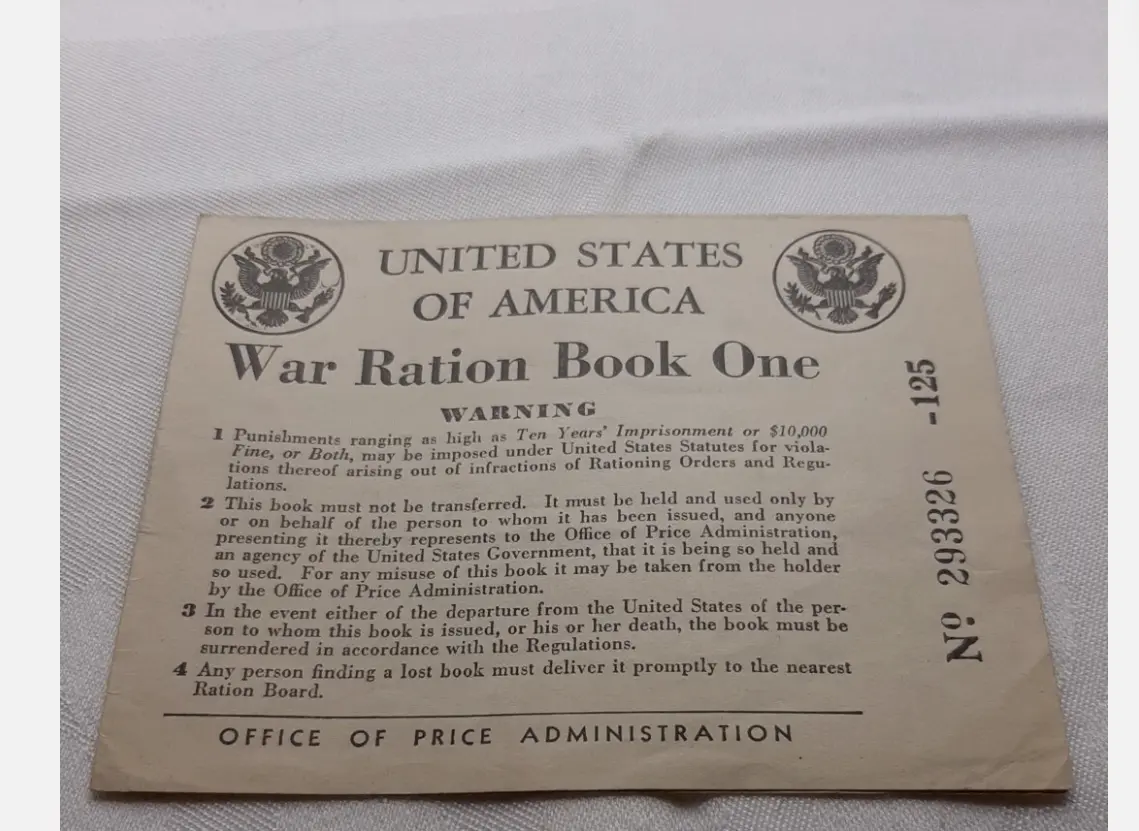 UNITED STATES
OF AMERICA
War Ration Book One
WARNING
1 Punishments ranging as high as Ten Years' Imprisonment or $10,000
Fine, or Both, may be imposed under United States Statutes for viola-
tions thereof arising out of infractions of Rationing Orders and Regu-
lations.
2 This book must not be transferred. It must be held and used only by
or on behalf of the person to whom it has been issued, and anyone
presenting it thereby represents to the Office of Price Administration,
an agency of the United States Government, that it is being so held and
so used. For any misuse of this book it may be taken from the holder
by the Office of Price Administration.
3 In the event either of the departure from the United States of the per-
son to whom this book is issued, or his or her death, the book must be
surrendered in accordance with the Regulations.
4 Any person finding a lost book must deliver it promptly to the nearest
Ration Board.
OFFICE OF PRICE ADMINISTRATION
Nº 293326 -125